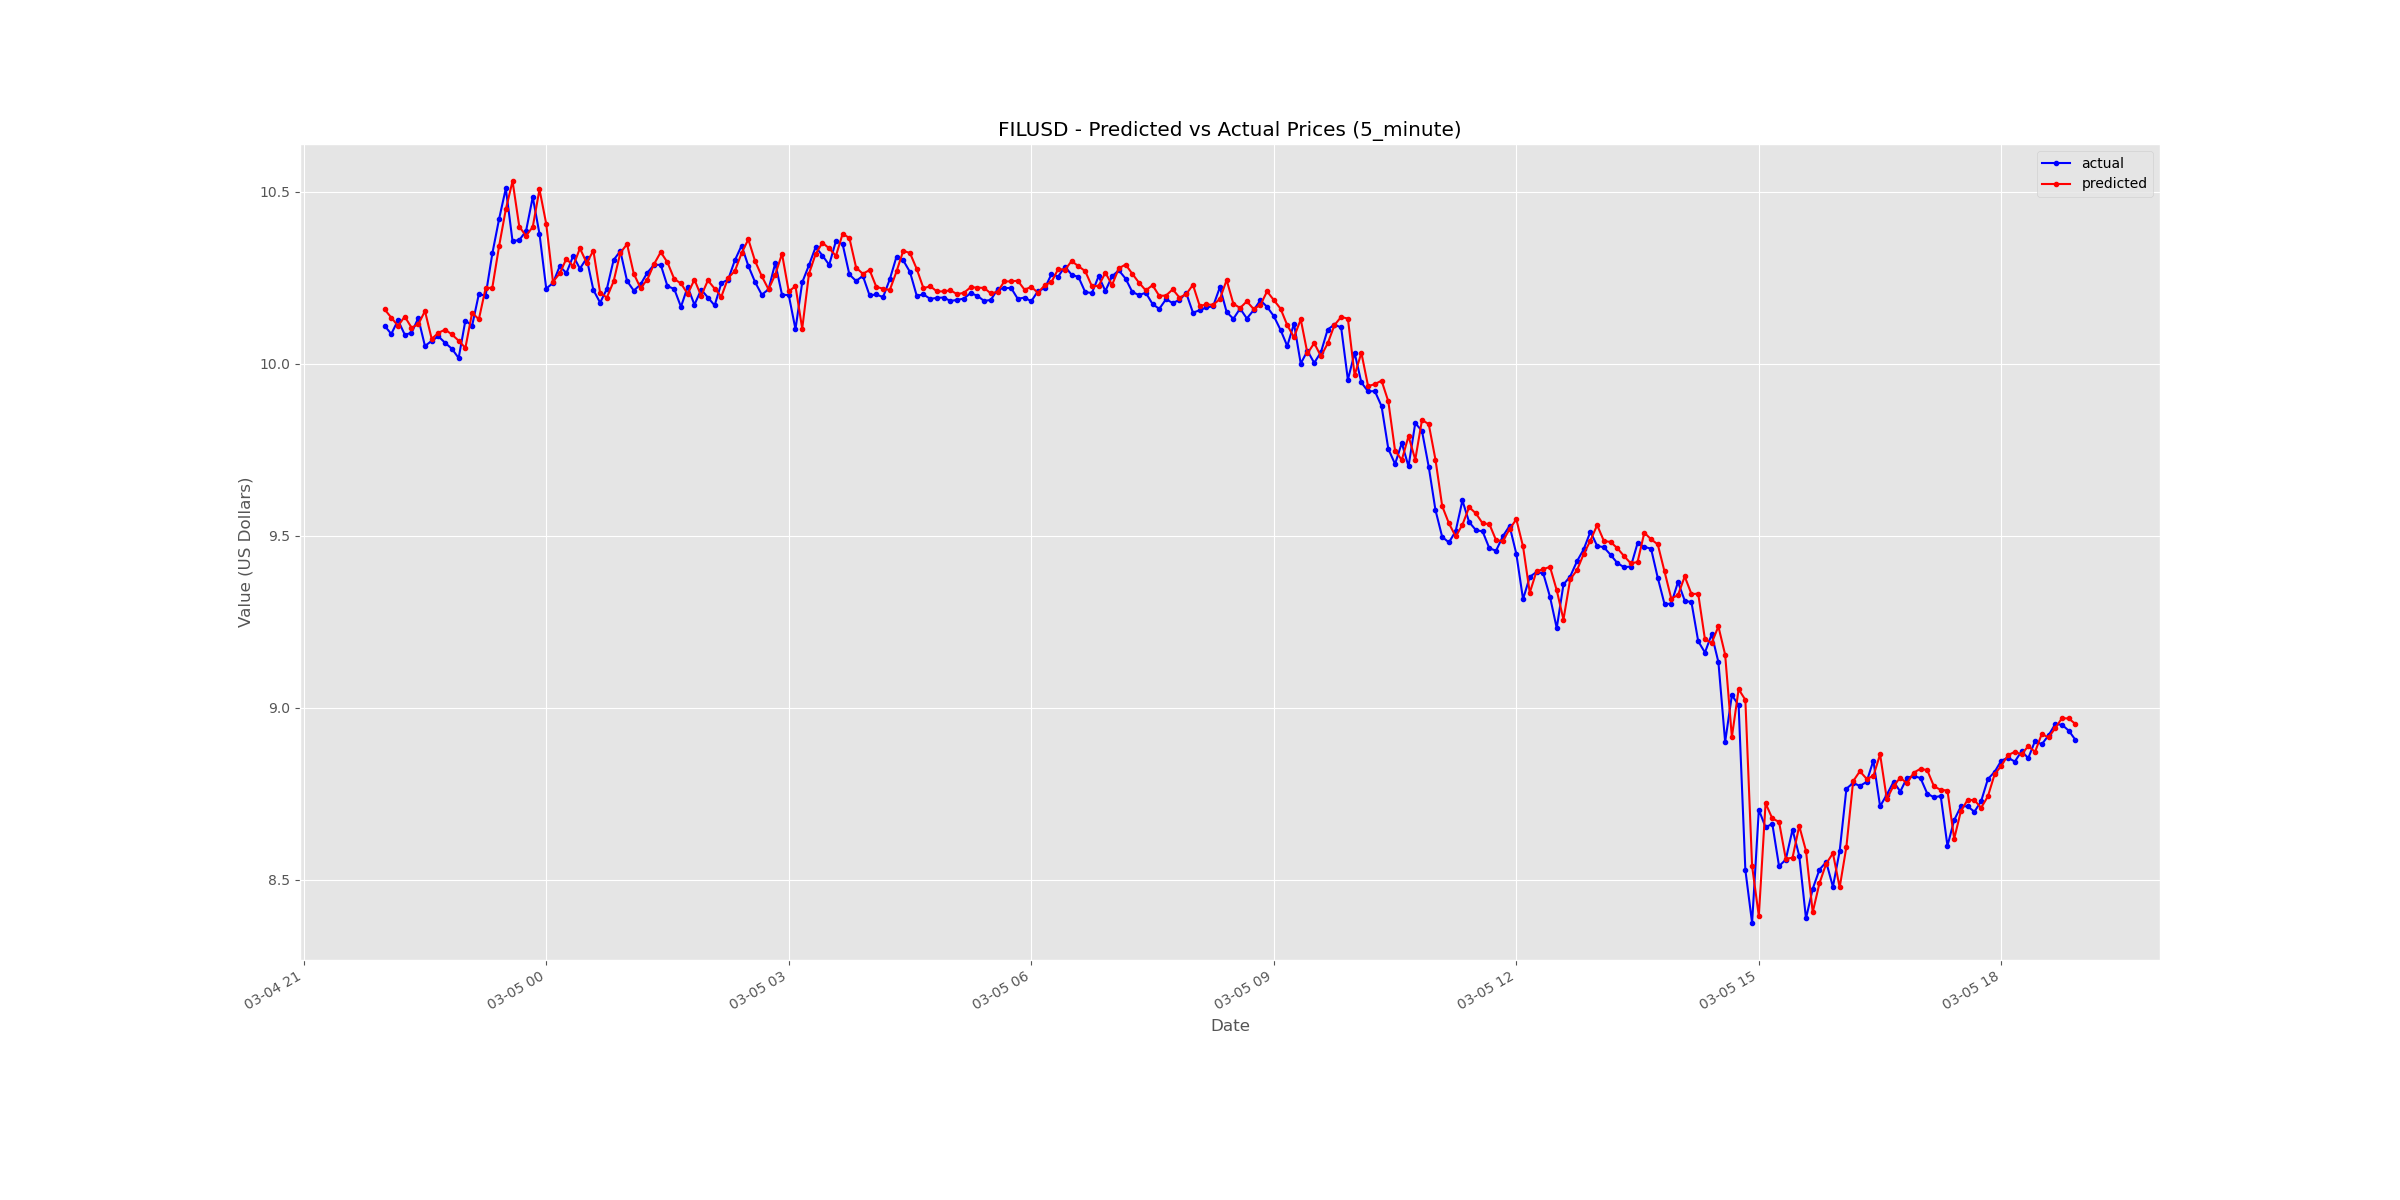 FILUSD - Predicted vs Actual Prices (5_minute)
actual
predicted
Value (US Dollars)
10.5
10.0
9.5
9.0
8.5
03-04 21
03-05 00
03-05 03
03-05 06
03-05 09
03-05 12
03-05 15
03-05 18
Date